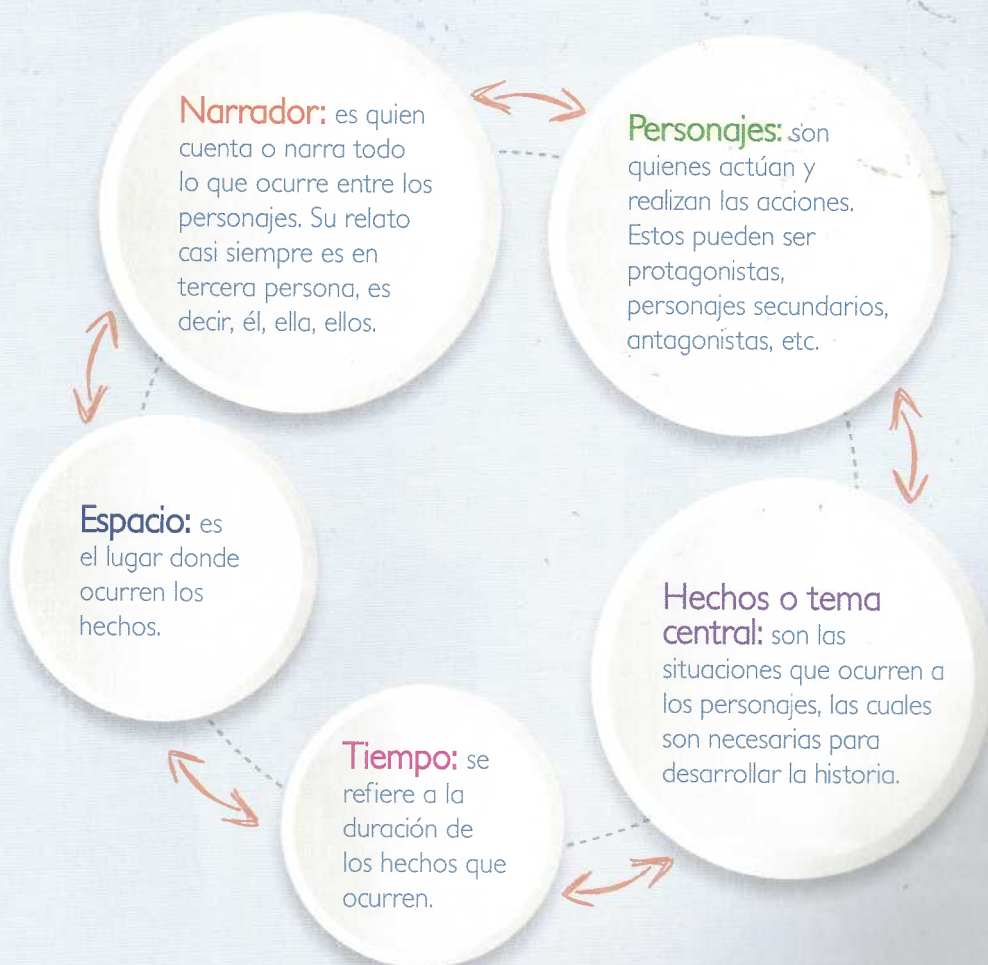 Narrador: es quien
cuenta o narra todo
lo que ocurre entre los
personajes. Su relato
casi siempre es en
tercera persona, es
decir, él, ella, ellos.
Personajes: son
quienes actúan y
realizan las acciones.
Estos pueden ser
protagonistas,
personajes secundarios,
antagonistas, etc.
Espacio: es
el lugar donde
ocurren los
hechos.
Hechos o tema
central: son las
situaciones que ocurren a
los personajes, las cuales
son necesarias para
desarrollar la historia.
Tiempo: se
refiere a la
duración de
los hechos que
ocurren.